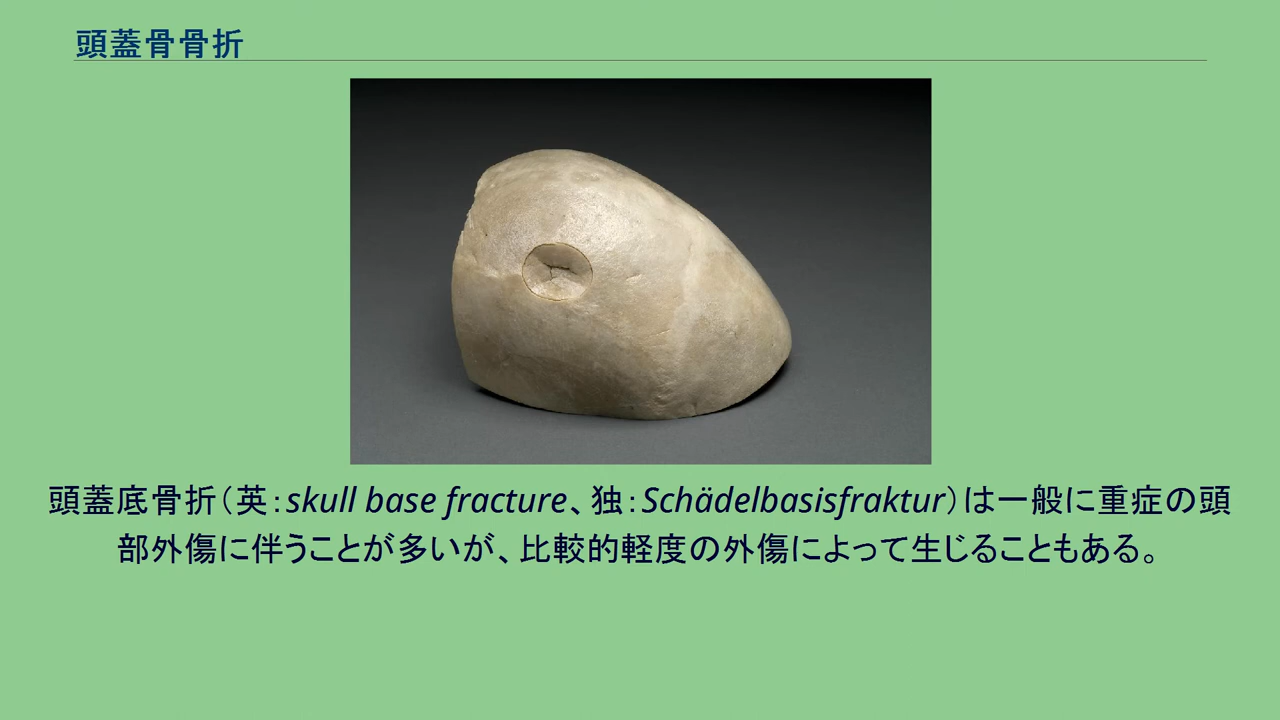 頭蓋骨骨折
頭蓋底骨折（英：skull base fracture、独：Schädelbasisfraktur）は一般に重症の頭
部外傷に伴うことが多いが、比較的軽度の外傷によって生じることもある。